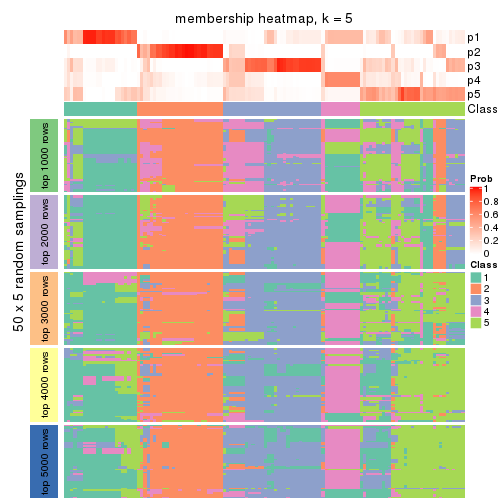 membership heatmap, k = 5
p1
p2
p3
p4
p5
Class
50 x 5 random samplings
top 1000 rows
top 2000 rows
top 3000 rows
top 4000 rows
top 5000 rows
Prob
1
0.8
0.6
0.4
0.2
0
Class
1
2
3
4
5